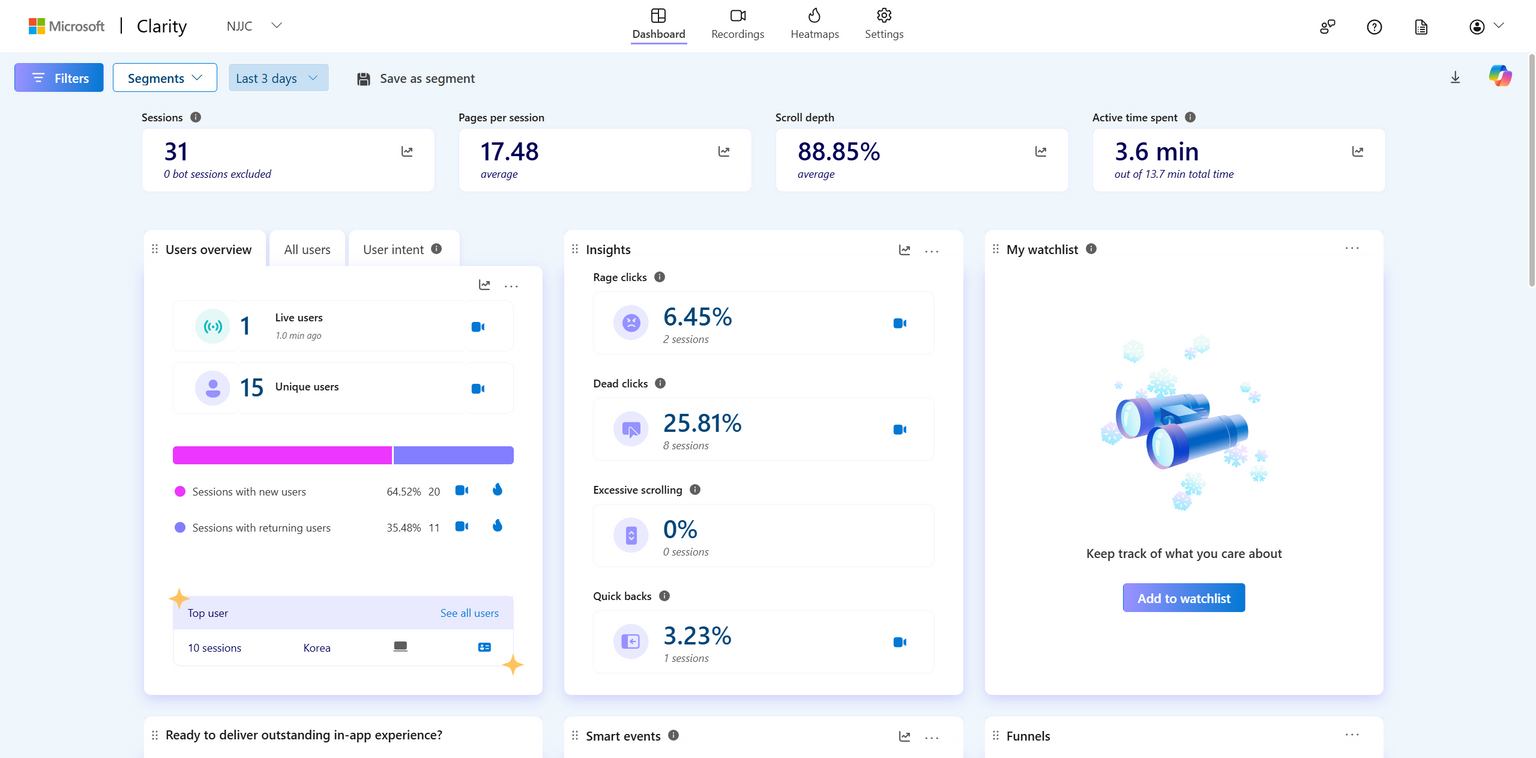 Microsoft | Clarity
NJJC
Dashboard
Recordings
Heatmaps
Settings
Filters
Segments
Last 3 days
Save as segment
Sessions
31
0 bot sessions excluded
Pages per session
17.48
average
Scroll depth
88.85%
average
Active time spent
3.6 min
out of 13.7 min total time
Users overview
All users
User intent
1
Live users
1.0 min ago
15
Unique users
Sessions with new users 64.52% 20
Sessions with returning users 35.48% 11
Top user
See all users
10 sessions
Korea
Insights
Rage clicks
6.45%
2 sessions
Dead clicks
25.81%
8 sessions
Excessive scrolling
0%
0 sessions
Quick backs
3.23%
1 sessions
My watchlist
Keep track of what you care about
Add to watchlist
Ready to deliver outstanding in-app experience?
Smart events
Funnels